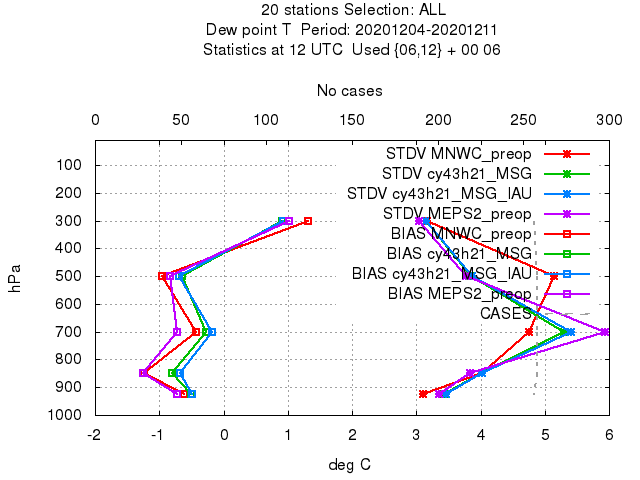 20 stations Selection: ALL
Dew point T  Period: 20201204-20201211
Statistics at 12 UTC  Used {06,12} + 00 06
No cases
0 50 100 150 200 250 300
STDV MNWC_preop
STDV cy43h21_MSG
STDV cy43h21_MSG_IAU
STDV MEPS2_preop
BIAS MNWC_preop
BIAS cy43h21_MSG
BIAS cy43h21_MSG_IAU
BIAS MEPS2_preop
CASES
hPa
100
200
300
400
500
600
700
800
900
1000
-2 -1 0 1 2 3 4 5 6
deg C